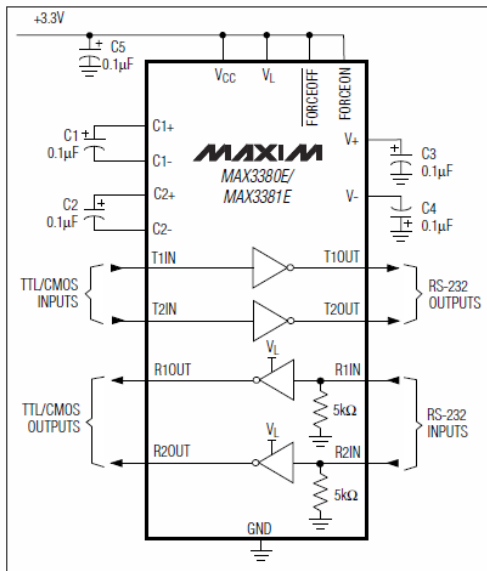 +3.3V
C5
0.1µF
VCC
VL
FORCEOFF
FORCEON
C1
0.1µF
C1+
C1-
C2
0.1µF
C2+
C2-
MAXIM
MAX3380E/
MAX3381E
V+
C3
0.1µF
V-
C4
0.1µF
TTL/CMOS
INPUTS
T1IN
T1OUT
T2IN
T2OUT
RS-232
OUTPUTS
TTL/CMOS
OUTPUTS
R1OUT
VL
R1IN
5kΩ
R2OUT
VL
R2IN
5kΩ
RS-232
INPUTS
GND